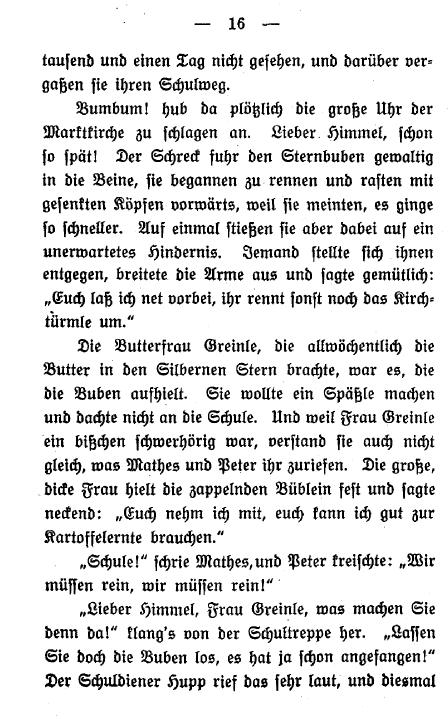 — 16 —
tausend und einen Tag nicht gesehen, und darüber ver-
gaßen sie ihren Schulweg.
Bumbum! hub da plötzlich die große Uhr der
Marktkirche zu schlagen an. Lieber Himmel, schon
so spät! Der Schreck fuhr den Sternbuben gewaltig
in die Beine, sie begannen zu rennen und rasten mit
gesenkten Köpfen vorwärts, weil sie meinten, es ginge
so schneller. Auf einmal stießen sie aber dabei auf ein
unerwartetes Hindernis. Jemand stellte sich ihnen
entgegen, breitete die Arme aus und sagte gemütlich:
„Euch laß ich net vorbei, ihr rennt sonst noch das Kirch-
türmle um.“
Die Butterfrau Greinle, die allwöchentlich die
Butter in den Silbernen Stern brachte, war es, die
die Buben aufhielt. Sie wollte ein Späßle machen
und dachte nicht an die Schule. Und weil Frau Greinle
ein bißchen schwerhörig war, verstand sie auch nicht
gleich, was Mathes und Peter ihr zuriefen. Die große,
dicke Frau hielt die zappelnden Büblein fest und sagte
neckend: „Euch nehm ich mit, euch kann ich gut zur
Kartoffelernte brauchen.“
„Schule!“ schrie Mathes, und Peter kreischte: „Wir
müssen rein, wir müssen rein!“
„Lieber Himmel, Frau Greinle, was machen Sie
denn da!“ klang's von der Schultreppe her. „Lassen
Sie doch die Buben los, es hat ja schon angefangen!“
Der Schuldiener Hupp rief das sehr laut, und diesmal